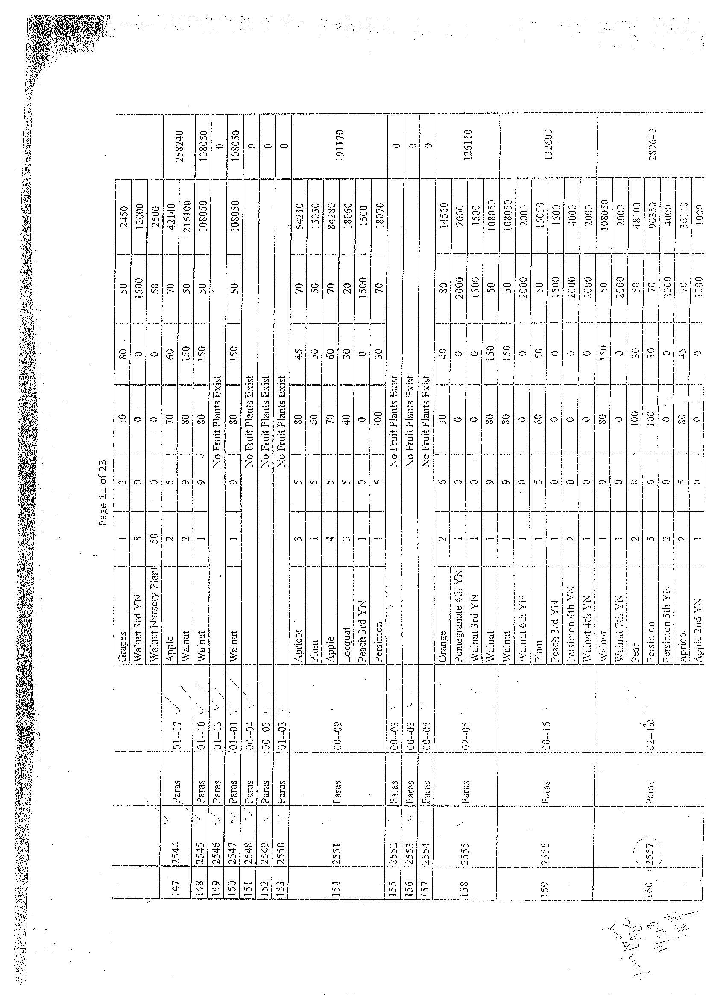 Page 11 of 23
Grapes 1 3 10 80 50 2450
Walnut 3rd YN 8 0 0 0 1500 12000
Walnut Nursery Plant 50 0 0 0 50 2500
147 2544 Paras 01--17 Apple 2 5 70 60 70 42140 258240
Walnut 2 9 80 150 50 216100
148 2545 Paras 01--10 Walnut 1 9 80 150 50 108050 108050
149 2546 Paras 01--13 No Fruit Plants Exist 0
150 2547 Paras 01--01 Walnut 1 9 80 150 50 108050 108050
151 2548 Paras 00--04 No Fruit Plants Exist 0
152 2549 Paras 00--03 No Fruit Plants Exist 0
153 2550 Paras 01--03 No Fruit Plants Exist 0
154 2551 Paras 00--09 Apricot 3 5 80 45 70 54210 191170
Plum 1 5 60 50 50 15050
Apple 4 5 70 60 70 84280
Locquat 3 5 40 30 20 18060
Peach 3rd YN 1 0 0 0 1500 1500
Persimon 1 6 100 30 70 18070
155 2552 Paras 00--03 No Fruit Plants Exist 0
156 2553 Paras 00--03 No Fruit Plants Exist 0
157 2554 Paras 00--04 No Fruit Plants Exist 0
158 2555 Paras 02--05 Orange 2 6 30 40 80 14560 126110
Pomegranate 4th YN 1 0 0 0 2000 2000
Walnut 3rd YN 1 0 0 0 1500 1500
Walnut 1 9 80 150 50 108050
159 2556 Paras 00--16 Walnut 1 9 80 150 50 108050 132600
Walnut 6th YN 1 0 0 0 2000 2000
Plum 1 5 60 50 50 15050
Peach 3rd YN 1 0 0 0 1500 1500
Persimon 4th YN 2 0 0 0 2000 4000
Walnut 4th YN 1 0 0 0 2000 2000
160 2557 Paras 02--10 Walnut 1 9 80 150 50 108050 289640
Walnut 7th YN 1 0 0 0 2000 2000
Pear 2 8 100 30 50 48100
Persimon 5 6 100 30 70 90350
Persimon 5th YN 2 0 0 0 2000 4000
Apricot 2 5 80 45 70 36140
Apple 2nd YN 1 0 0 0 1000 1000